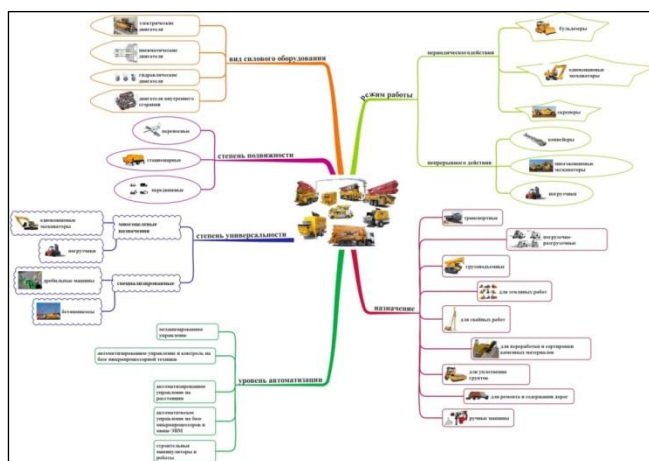 электрические
двигатели
пневматические
двигатели
гидравлические
двигатели
двигатели внутреннего
сгорания
вид силового оборудования
переносные
стационарные
передвижные
степень подвижности
одноковшовые
экскаваторы
погрузчики
многоцелевые
назначения
дробильные машины
бетононасосы
специализированные
степень универсальности
механизированное
управление
автоматизированное управления и контроль на
базе микропроцессорной техники
автоматизированное
управление на
расстоянии
автоматическое
управление на базе
микропроцессоров и
мини-ЭВМ
строительные
манипуляторы и
роботы
уровень автоматизации
режим работы
периодического действия
бульдозеры
одноковшовые
экскаваторы
скреперы
непрерывного действия
конвейеры
многоковшовые
экскаваторы
погрузчики
назначение
транспортные
погрузочно-
разгрузочные
грузоподъемные
для земляных работ
для свайных работ
для переработки и сортировки
каменных материалов
для уплотнения
грунтов
для ремонта и содержания дорог
ручные машины